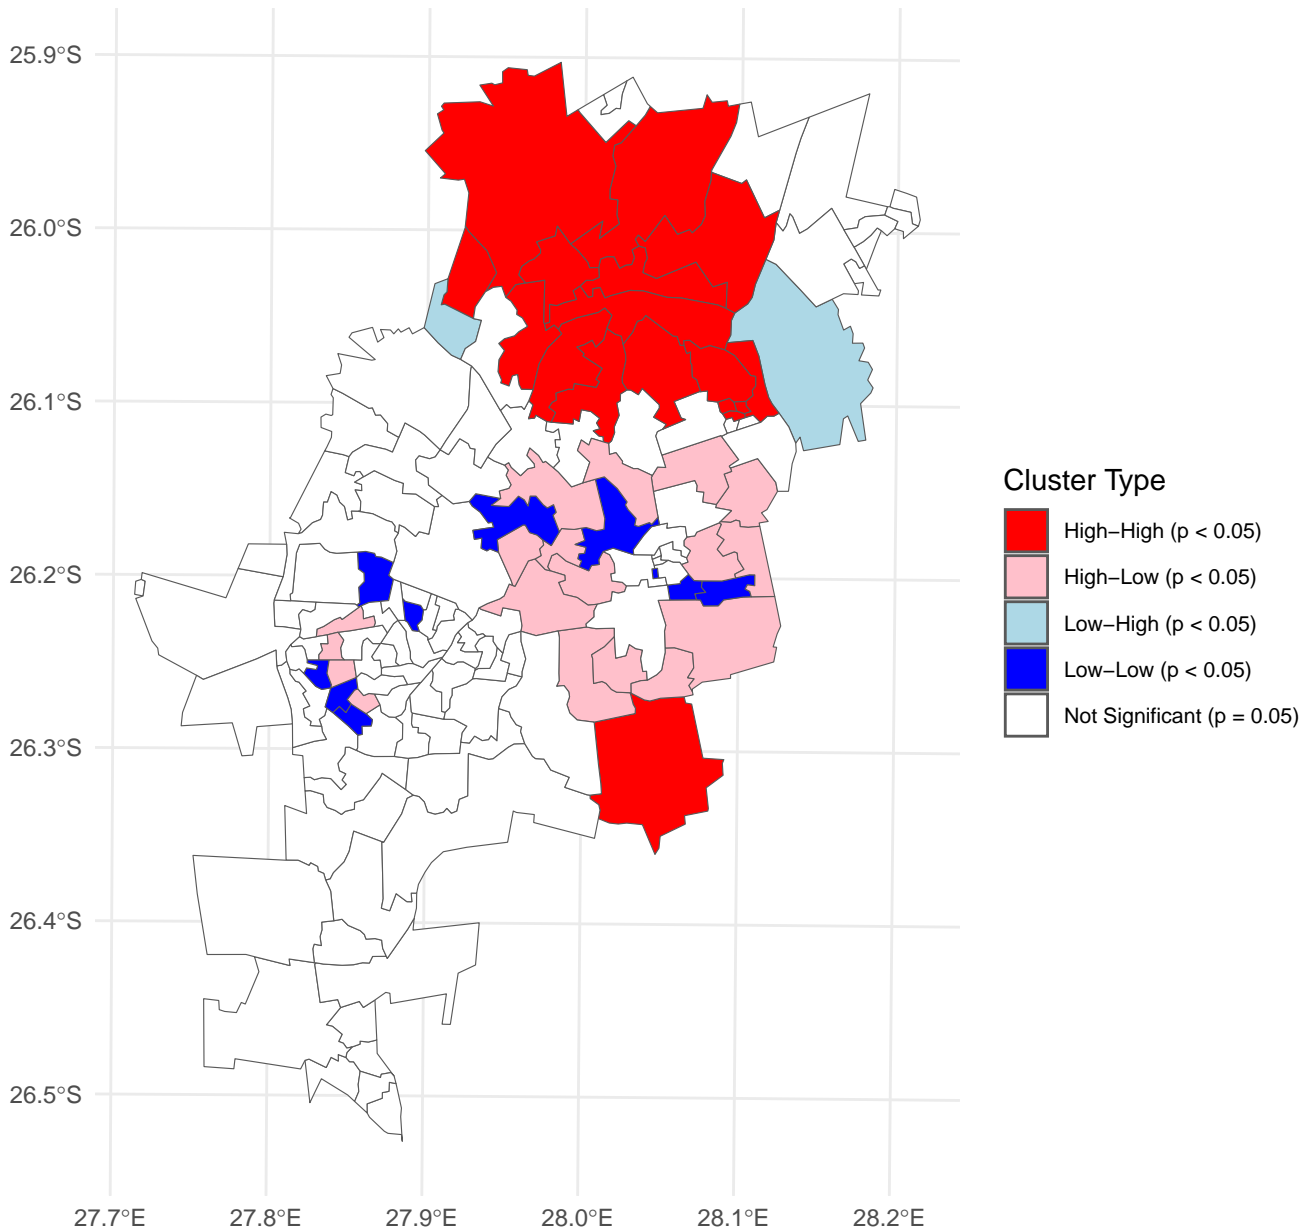 25.9°S
26.0°S
26.1°S
26.2°S
26.3°S
26.4°S
26.5°S
27.7°E
27.8°E
27.9°E
28.0°E
28.1°E
28.2°E
Cluster Type
High−High (p < 0.05)
High−Low (p < 0.05)
Low−High (p < 0.05)
Low−Low (p < 0.05)
Not Significant (p = 0.05)